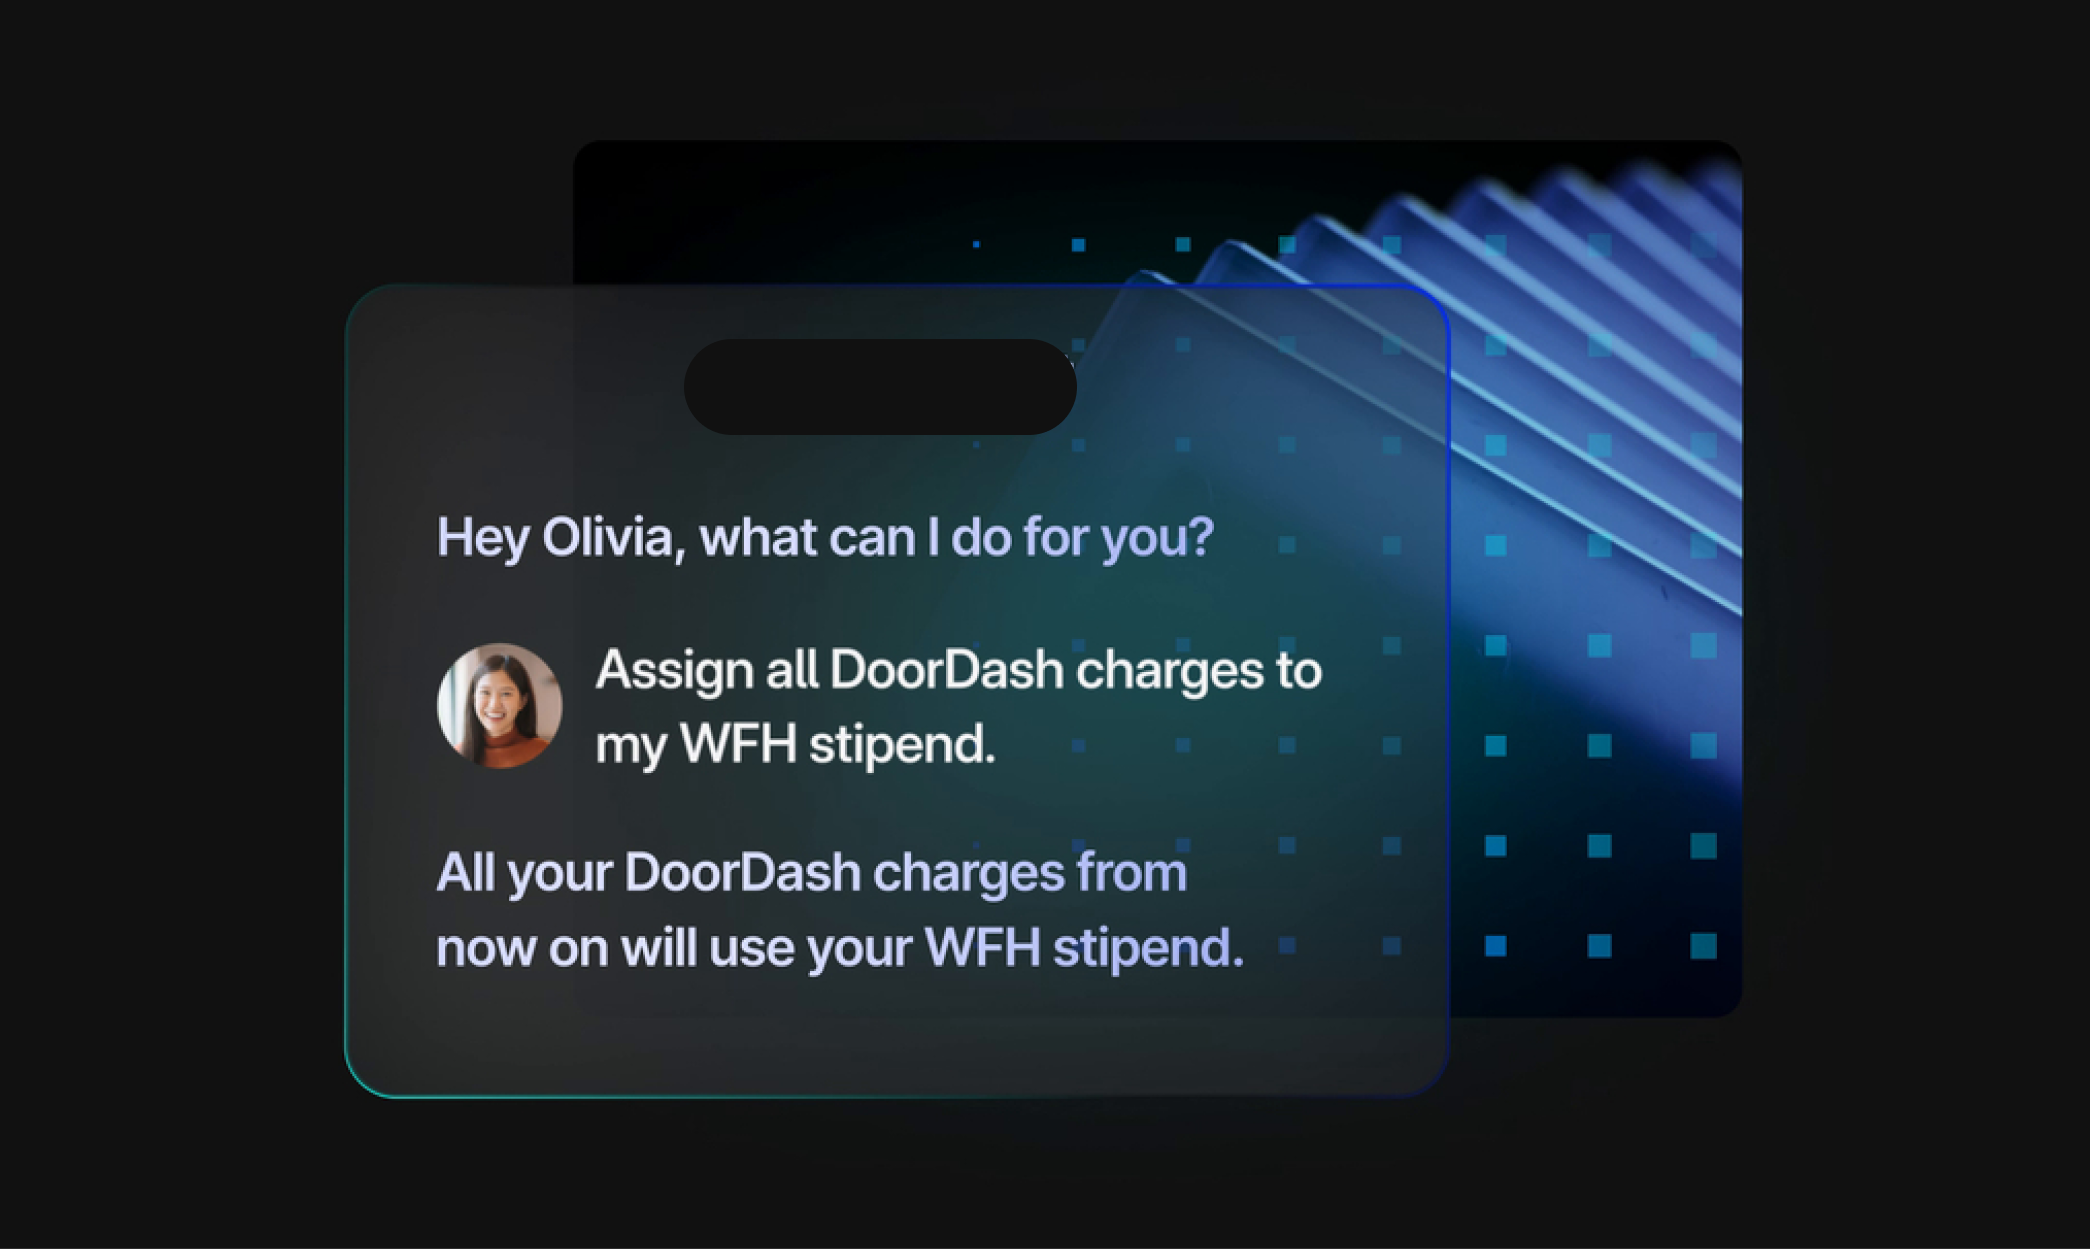 Hey Olivia, what can I do for you?
Assign all DoorDash charges to
my WFH stipend.
All your DoorDash charges from
now on will use your WFH stipend.